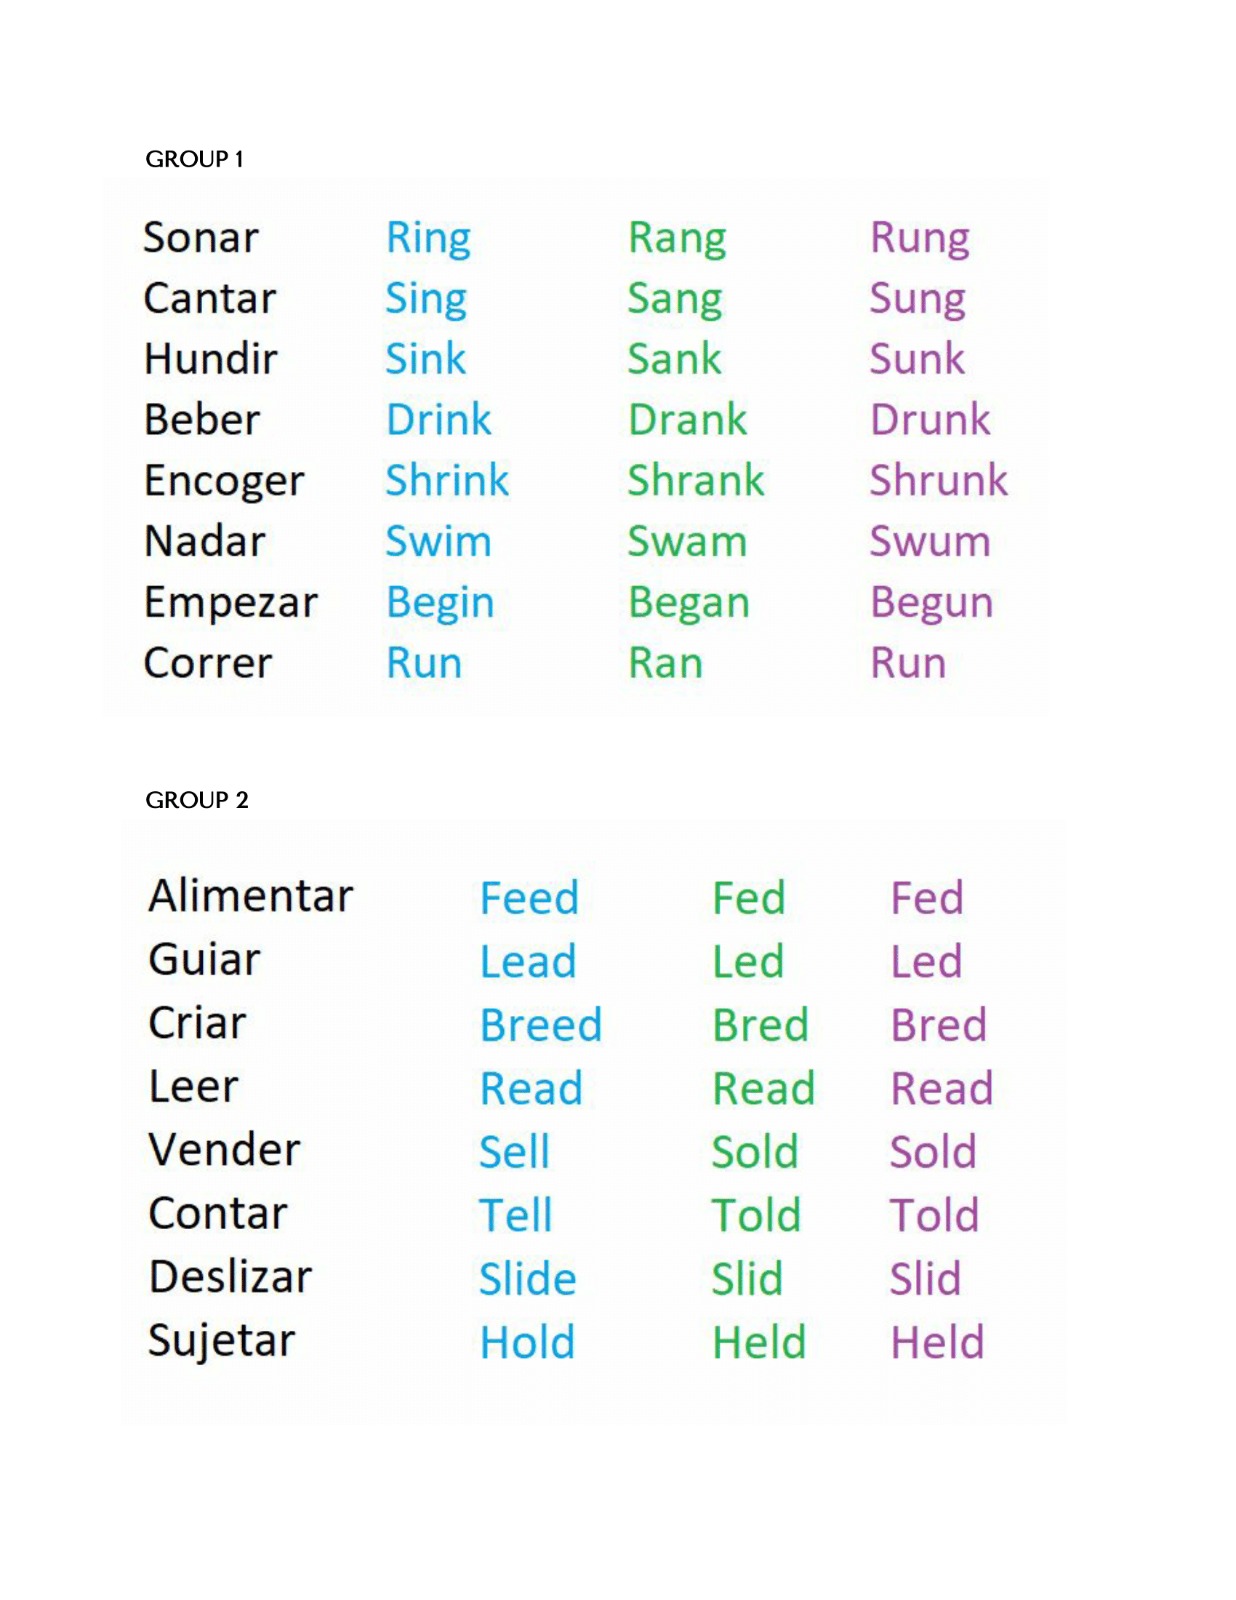 GROUP 1
Sonar Ring Rang Rung
Cantar Sing Sang Sung
Hundir Sink Sank Sunk
Beber Drink Drank Drunk
Encoger Shrink Shrank Shrunk
Nadar Swim Swam Swum
Empezar Begin Began Begun
Correr Run Ran Run
GROUP 2
Alimentar Feed Fed Fed
Guiar Lead Led Led
Criar Breed Bred Bred
Leer Read Read Read
Vender Sell Sold Sold
Contar Tell Told Told
Deslizar Slide Slid Slid
Sujetar Hold Held Held